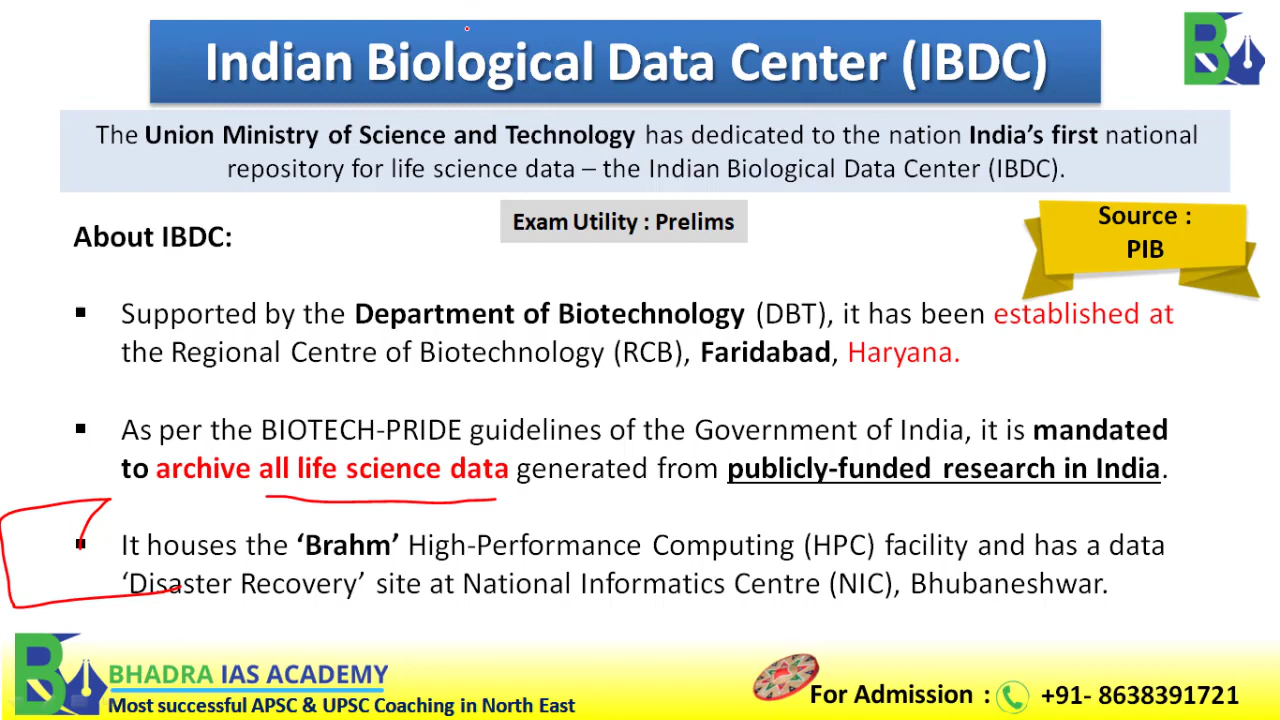 Indian Biological Data Center (IBDC)
The Union Ministry of Science and Technology has dedicated to the nation India's first national
repository for life science data – the Indian Biological Data Center (IBDC).
Exam Utility : Prelims
Source :
PIB
About IBDC:
▪ Supported by the Department of Biotechnology (DBT), it has been established at
the Regional Centre of Biotechnology (RCB), Faridabad, Haryana.
▪ As per the BIOTECH-PRIDE guidelines of the Government of India, it is mandated
to archive all life science data generated from publicly-funded research in India.
▪ It houses the ‘Brahm’ High-Performance Computing (HPC) facility and has a data
‘Disaster Recovery’ site at National Informatics Centre (NIC), Bhubaneshwar.
BHADRA IAS ACADEMY
Most successful APSC & UPSC Coaching in North East
For Admission : +91- 8638391721